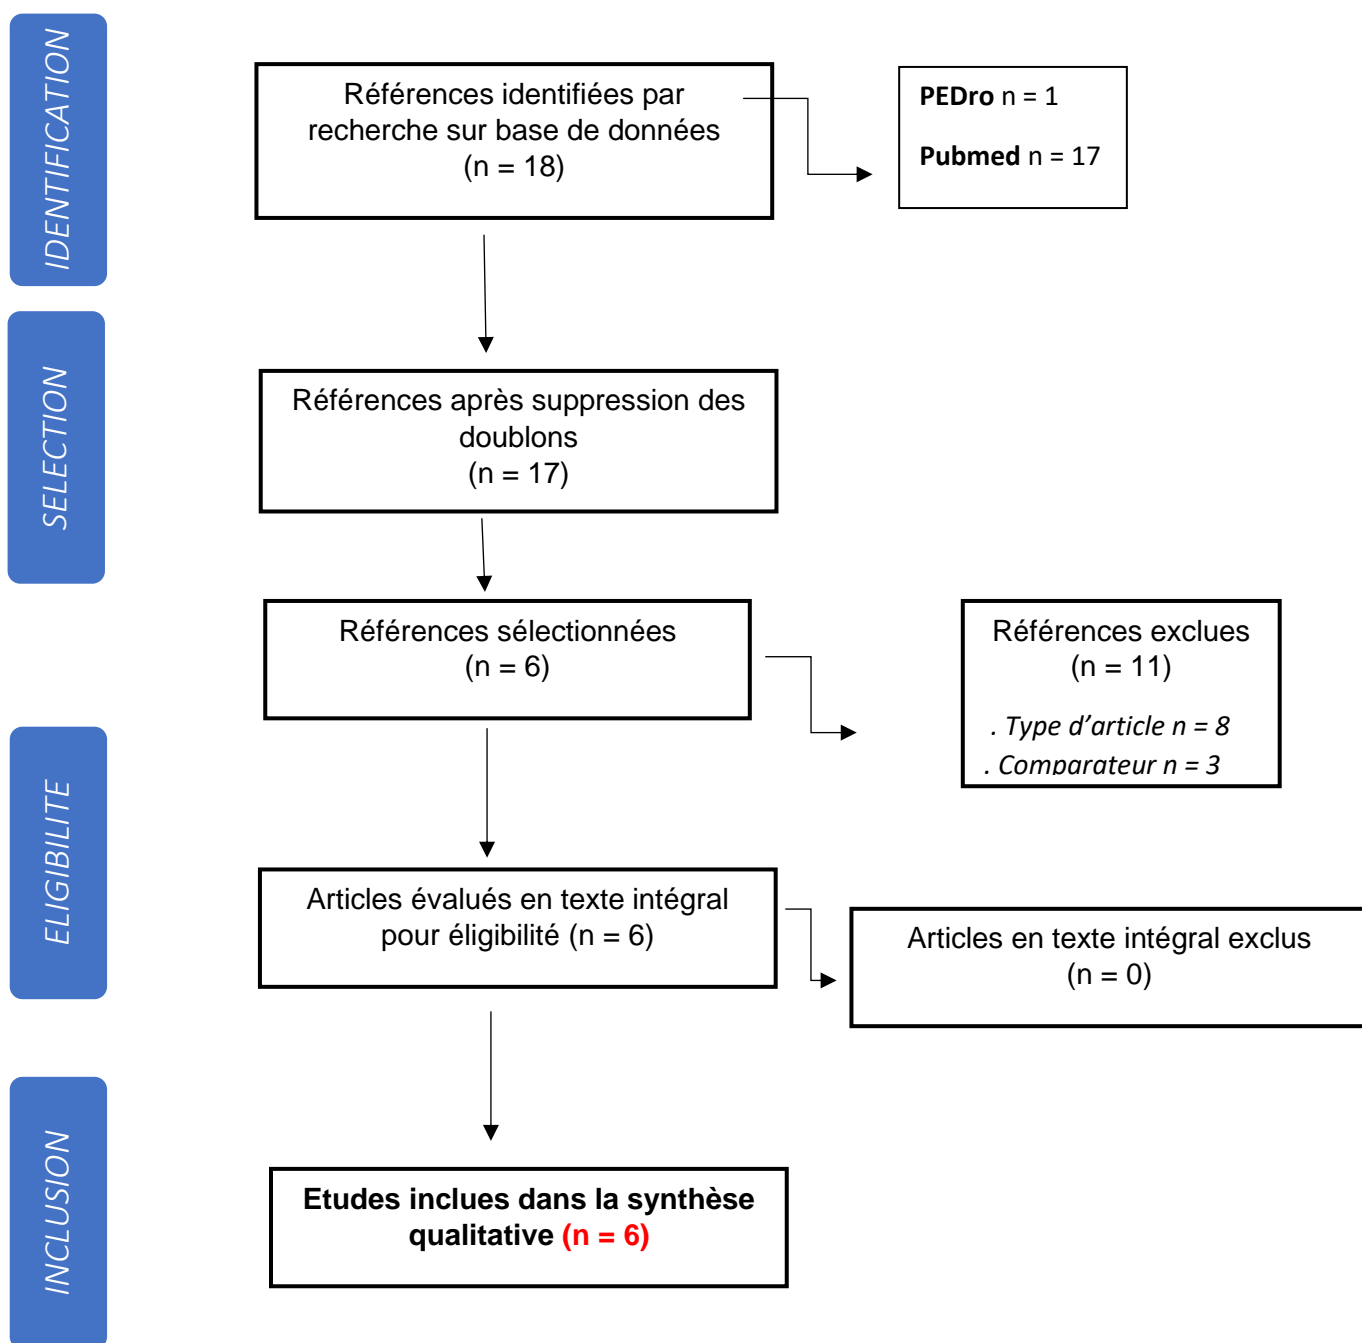 IDENTIFICATION
Références identifiées par
recherche sur base de données
(n = 18)
PEDro n = 1
Pubmed n = 17
SELECTION
Références après suppression des
doublons
(n = 17)
Références sélectionnées
(n = 6)
Références exclues
(n = 11)
. Type d’article n = 8
. Comparateur n = 3
ELIGIBILITE
Articles évalués en texte intégral
pour éligibilité (n = 6)
Articles en texte intégral exclus
(n = 0)
INCLUSION
Etudes inclues dans la synthèse
qualitative (n = 6)